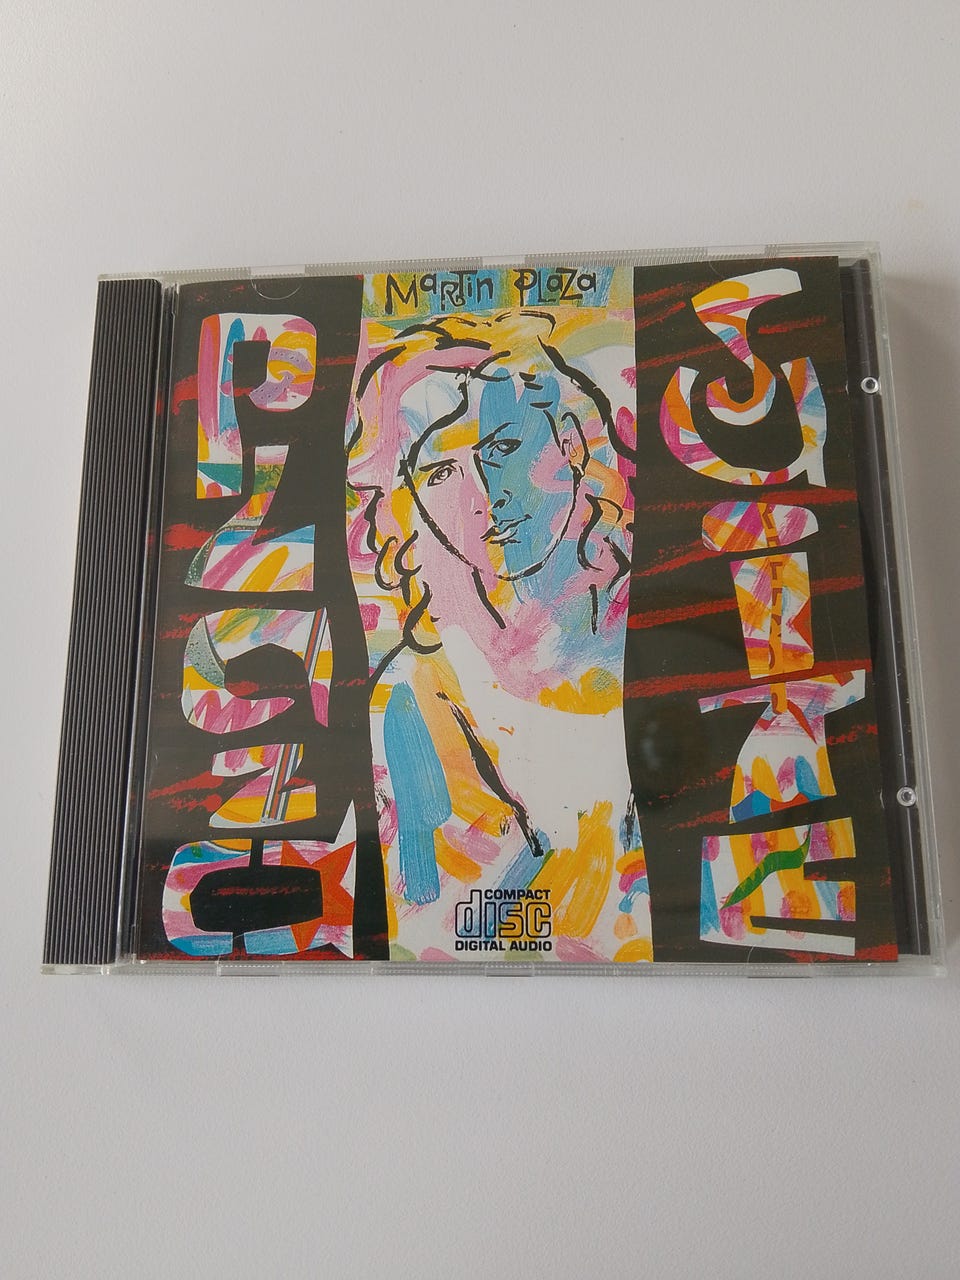 Martin Plaza
PLAZA
SUITE
COMPACT
disc
DIGITAL AUDIO